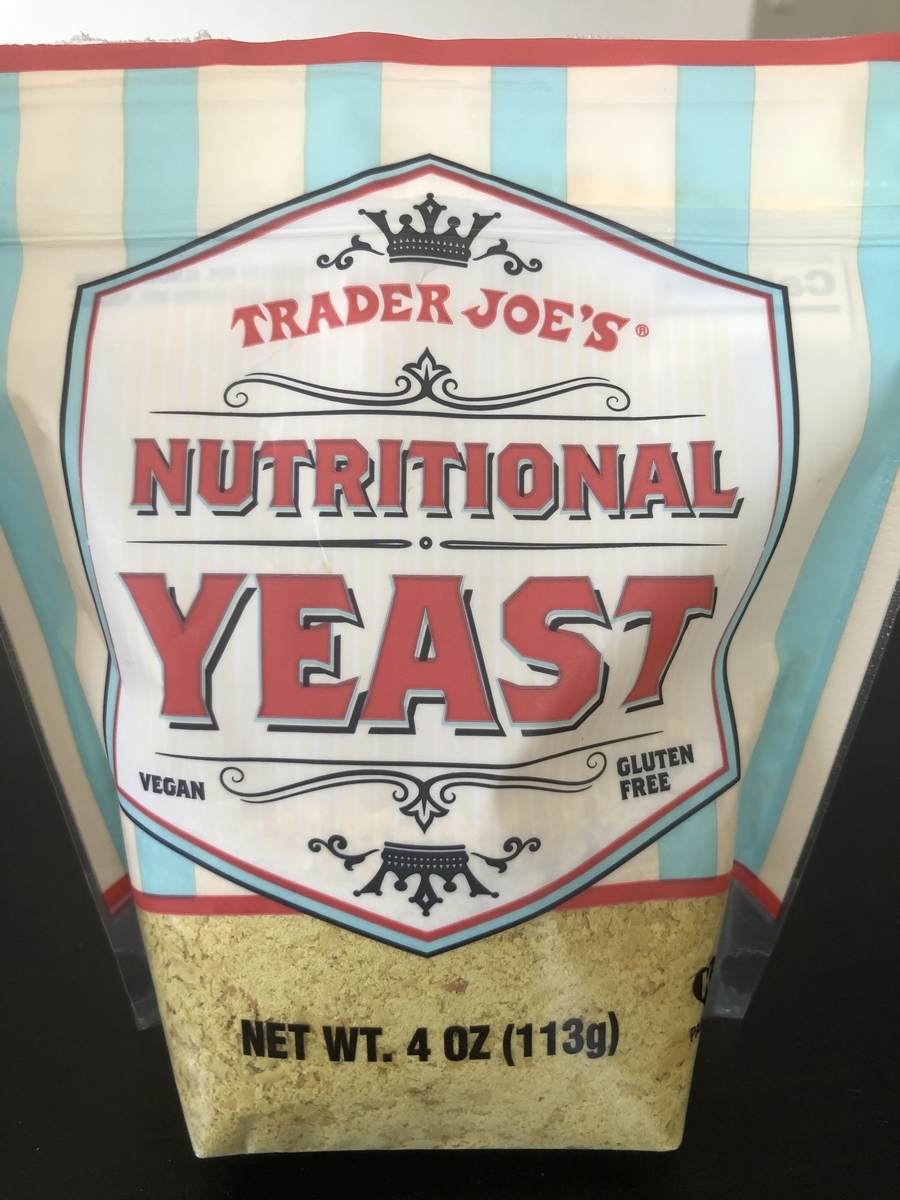 TRADER JOE'S®
NUTRITIONAL
YEAST
VEGAN
GLUTEN
FREE
NET WT. 4 OZ (113g)